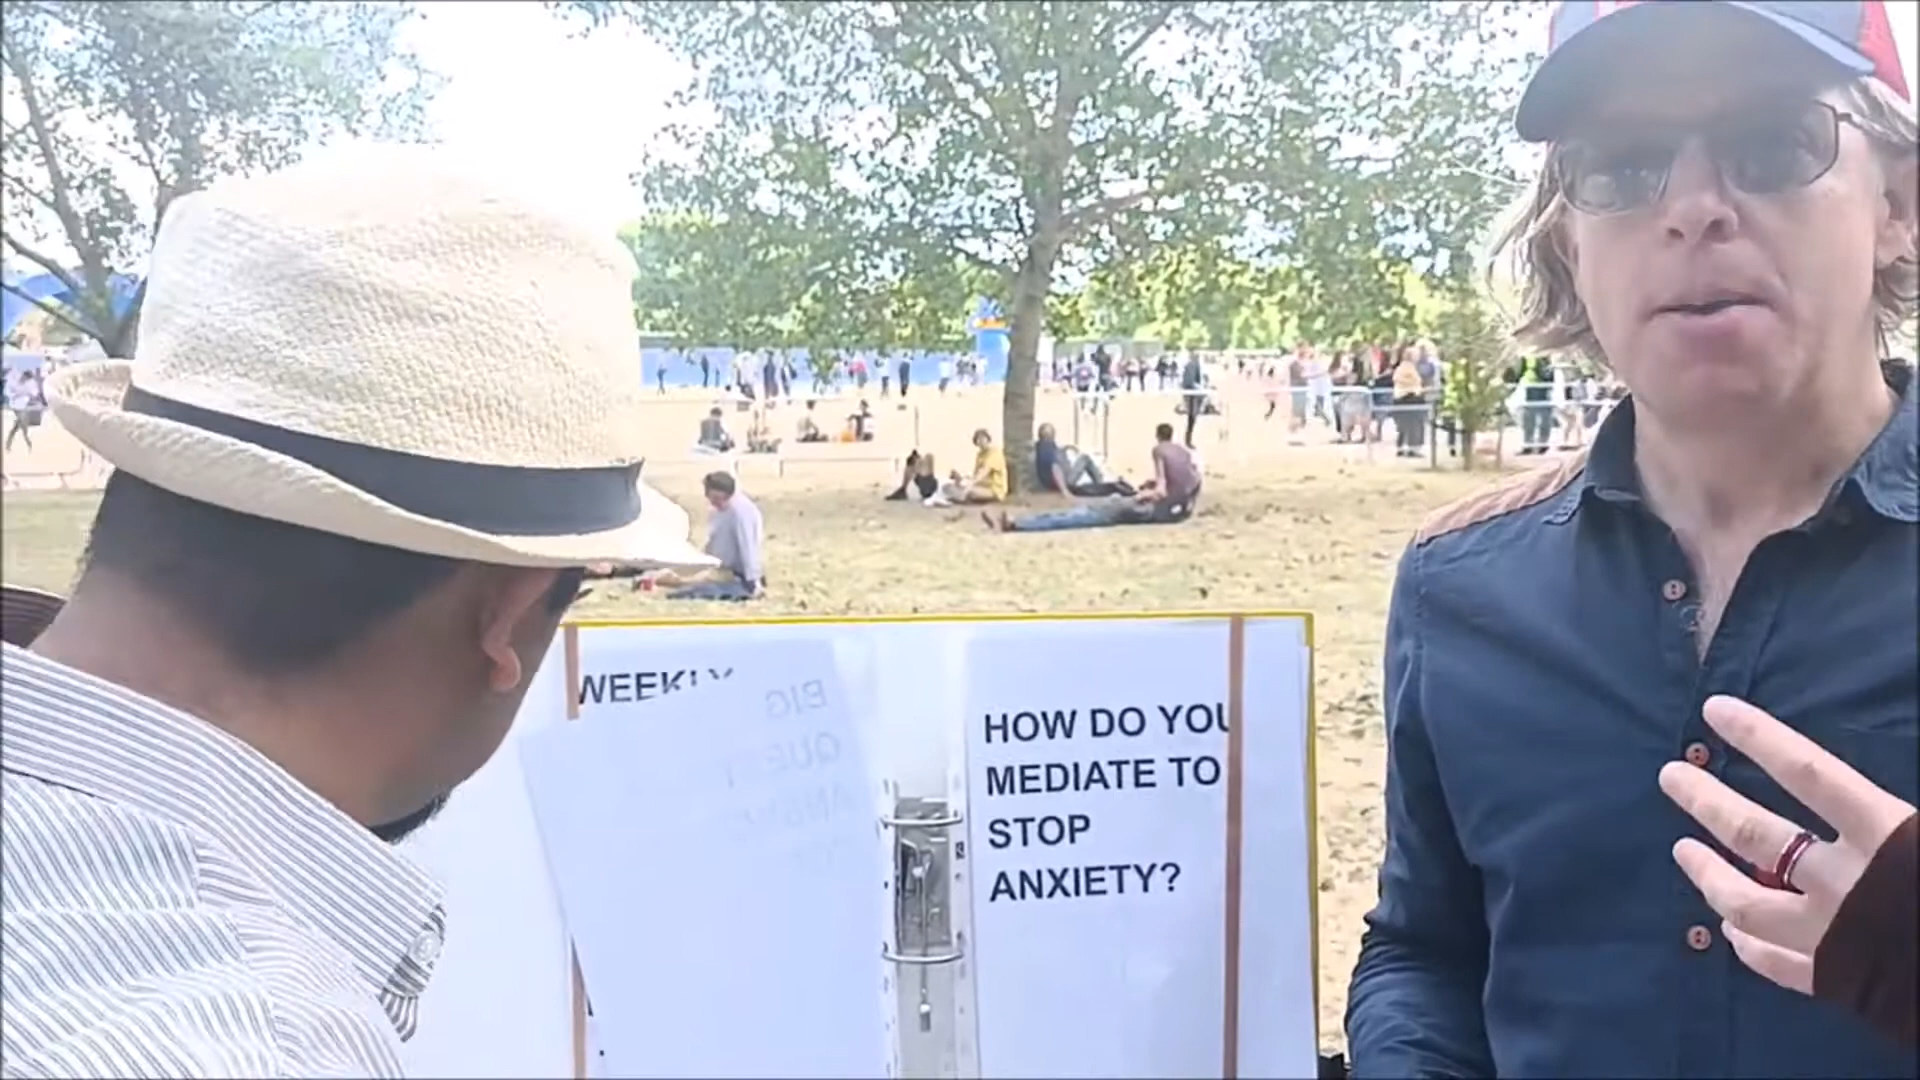 WEEKLY
HOW DO YOU
MEDIATE TO
STOP
ANXIETY?